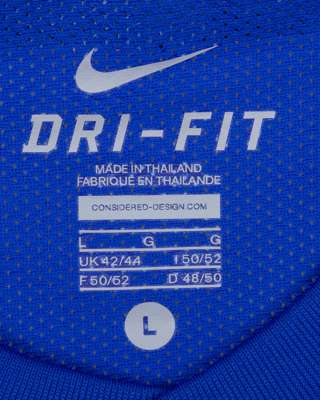 DRI-FIT
MADE IN THAILAND
FABRIQUÉ EN THAILANDE
CONSIDERED-DESIGN.COM
L G G
UK 42/44 I 50/52
F 50/52 D 48/50
L